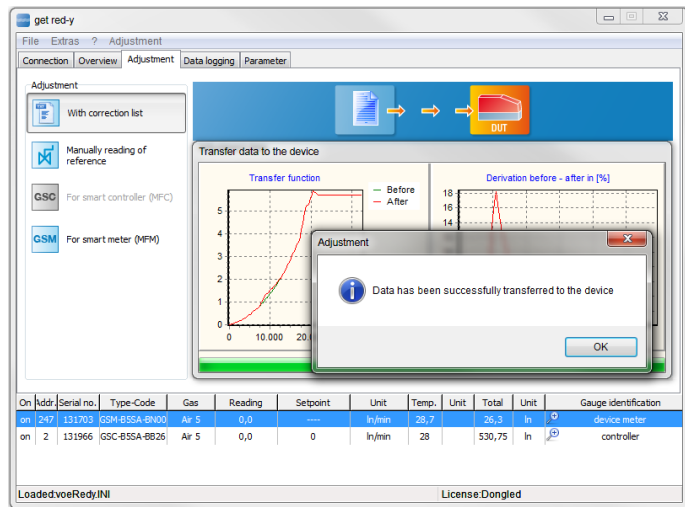 get red-y
File Extras ? Adjustment
Connection Overview Adjustment Data logging Parameter
Adjustment
With correction list
Manually reading of
reference
GSC For smart controller (MFC)
GSM For smart meter (MFM)
DUT
Transfer data to the device
Transfer function
Before
After
5
4
3
2
1
0
0 10.000 20.
Derivation before - after in [%]
18
16
14
Adjustment
Data has been successfully transferred to the device
OK
On Addr. Serial no. Type-Code Gas Reading Setpoint Unit Temp. Unit Total Unit Gauge identification
on 247 131703 GSM-B5SA-BN00 Air 5 0,0 ---- ln/min 28,7 26,3 ln device meter
on 2 131966 GSC-B5SA-BB26 Air 5 0,0 0 ln/min 28 530,75 ln controller
Loaded:voeRedy.INI License:Dongled